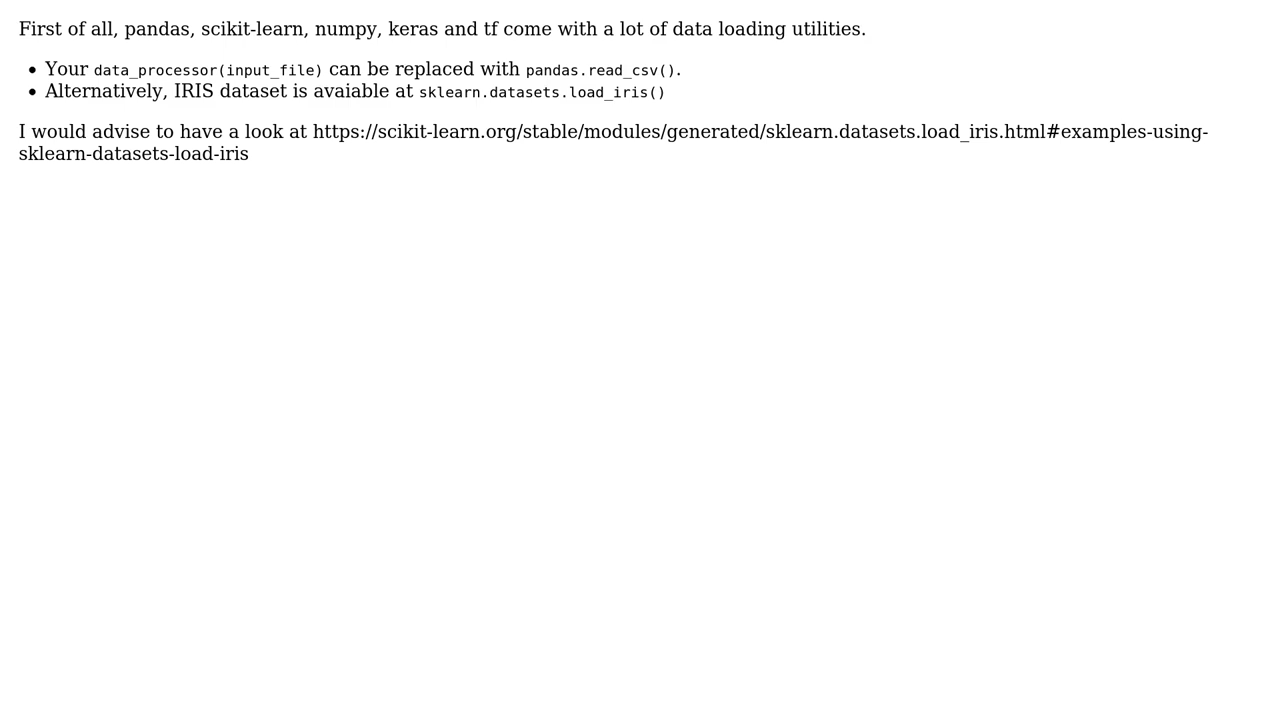 First of all, pandas, scikit-learn, numpy, keras and tf come with a lot of data loading utilities.
• Your data_processor(input_file) can be replaced with pandas.read_csv().
• Alternatively, IRIS dataset is avaiable at sklearn.datasets.load_iris()
I would advise to have a look at https://scikit-learn.org/stable/modules/generated/sklearn.datasets.load_iris.html#examples-using-
sklearn-datasets-load-iris